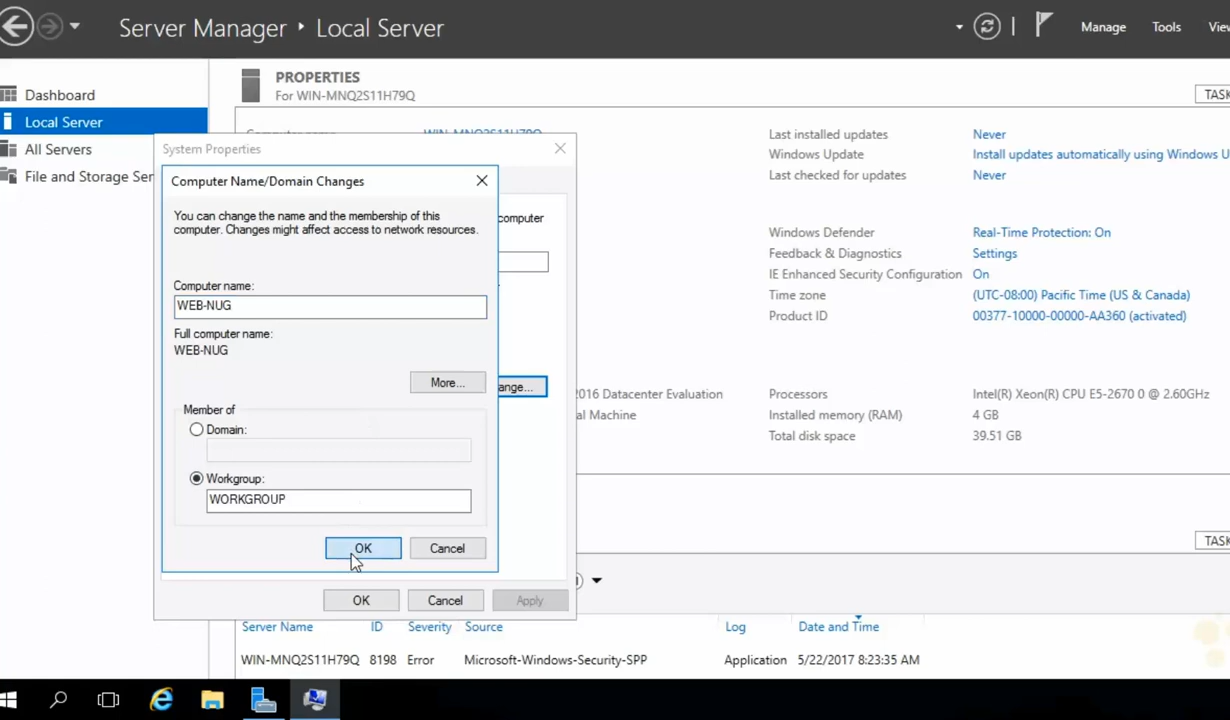 Server Manager ‣ Local Server
Manage
Tools
PROPERTIES
For WIN-MNQ2S11H79Q
Dashboard
Local Server
All Servers
File and Storage Ser
Computer name
WIN-MNQ2S11H79Q
Last installed updates
Never
Windows Update
Install updates automatically using Windows U
Last checked for updates
Never
Windows Defender
Real-Time Protection: On
Feedback & Diagnostics
Settings
IE Enhanced Security Configuration
On
Time zone
(UTC-08:00) Pacific Time (US & Canada)
Product ID
00377-10000-00000-AA360 (activated)
2016 Datacenter Evaluation
al Machine
Processors
Intel(R) Xeon(R) CPU E5-2670 0 @ 2.60GHz
Installed memory (RAM)
4 GB
Total disk space
39.51 GB
System Properties
computer
ange...
OK
Cancel
Apply
Computer Name/Domain Changes
You can change the name and the membership of this
computer. Changes might affect access to network resources.
Computer name:
WEB-NUG
Full computer name:
WEB-NUG
More...
Member of
Domain:
Workgroup:
WORKGROUP
OK
Cancel
Server Name
ID
Severity
Source
Log
Date and Time
WIN-MNQ2S11H79Q
8198
Error
Microsoft-Windows-Security-SPP
Application
5/22/2017 8:23:35 AM